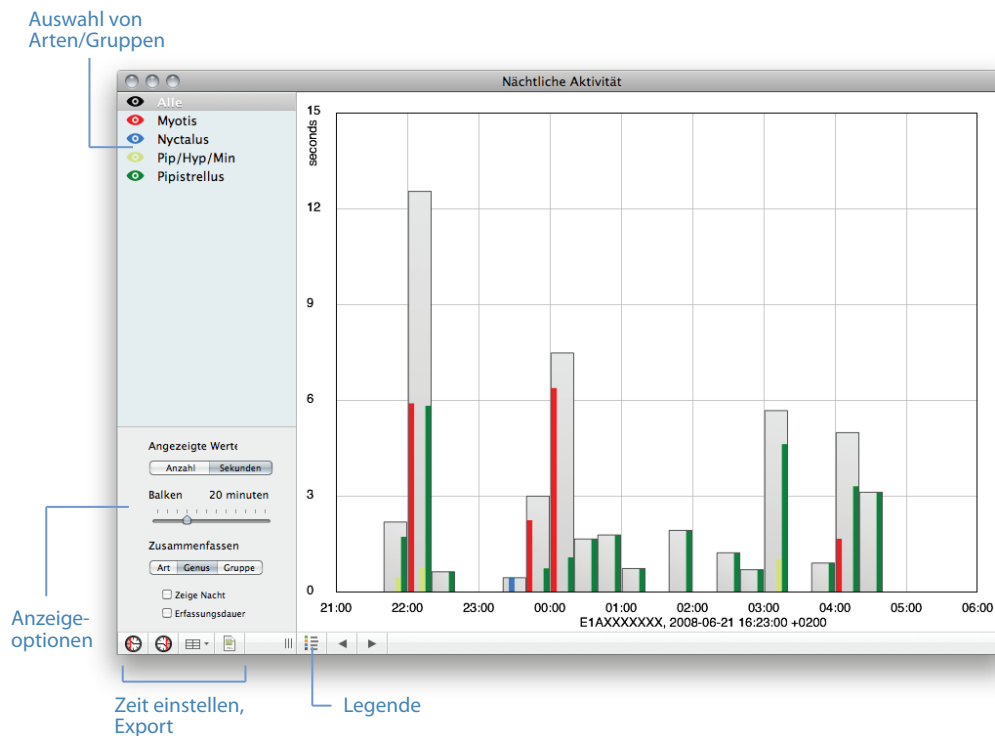 Auswahl von
Arten/Gruppen
Nächtliche Aktivität
Alle
Myotis
Nyctalus
Pip/Hyp/Min
Pipistrellus
Angezeigte Werte
Anzahl Sekunden
Balken 20 minuten
Zusammenfassen
Art Genus Gruppe
Zeige Nacht
Erfassungsdauer
seconds
15
12
9
6
3
0
21:00 22:00 23:00 00:00 01:00 02:00 03:00 04:00 05:00 06:00
E1AXXXXXXX, 2008-06-21 16:23:00 +0200
Anzeige-
optionen
Zeit einstellen,
Export
Legende